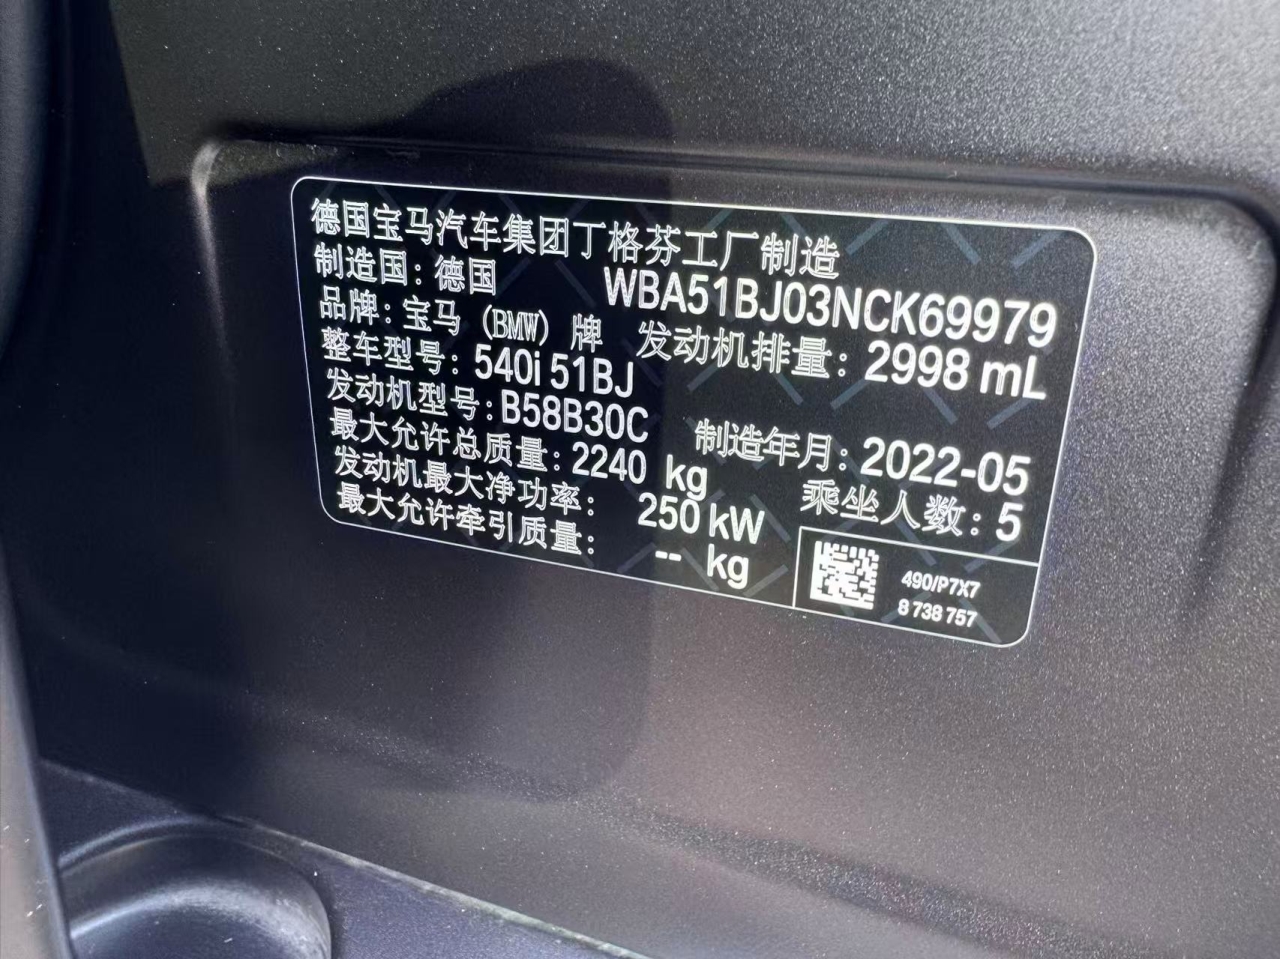 德国宝马汽车集团丁格芬工厂制造
制造国：德国 WBA51BJ03NCK69979
品牌：宝马（BMW）牌 发动机排量：2998 mL
整车型号：540i 51BJ
发动机型号：B58B30C 制造年月：2022-05
最大允许总质量：2240 kg 乘坐人数：5
发动机最大净功率： 250 kW
最大允许牵引质量： -- kg
490/P7X7
8 738 757